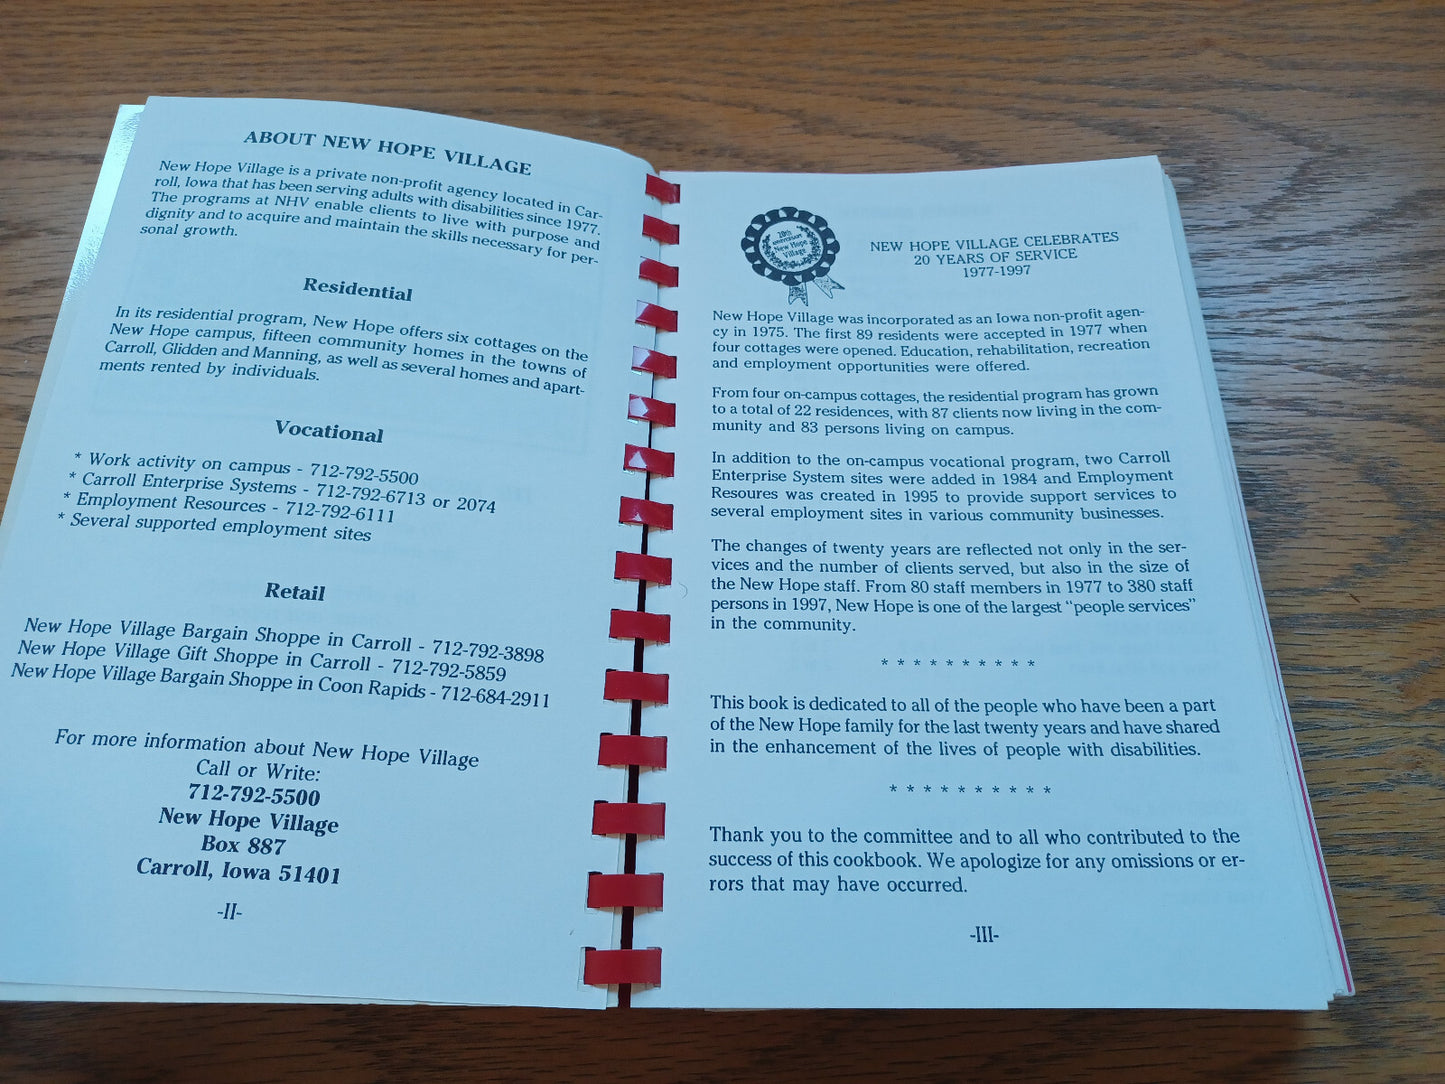 ABOUT NEW HOPE VILLAGE
New Hope Village is a private non-profit agency located in Car-
roll, Iowa that has been serving adults with disabilities since 1977.
The programs at NHV enable clients to live with purpose and
dignity and to acquire and maintain the skills necessary for per-
sonal growth.
Residential
In its residential program, New Hope offers six cottages on the
New Hope campus, fifteen community homes in the towns of
Carroll, Glidden and Manning, as well as several homes and apart-
ments rented by individuals.
Vocational
* Work activity on campus - 712-792-5500
* Carroll Enterprise Systems - 712-792-6713 or 2074
* Employment Resources - 712-792-6111
* Several supported employment sites
Retail
New Hope Village Bargain Shoppe in Carroll - 712-792-3898
New Hope Village Gift Shoppe in Carroll - 712-792-5859
New Hope Village Bargain Shoppe in Coon Rapids - 712-684-2911
For more information about New Hope Village
Call or Write:
712-792-5500
New Hope Village
Box 887
Carroll, Iowa 51401
-II-
20th
anniversary
New Hope
Village
NEW HOPE VILLAGE CELEBRATES
20 YEARS OF SERVICE
1977-1997
New Hope Village was incorporated as an Iowa non-profit agen-
cy in 1975. The first 89 residents were accepted in 1977 when
four cottages were opened. Education, rehabilitation, recreation
and employment opportunities were offered.
From four on-campus cottages, the residential program has grown
to a total of 22 residences, with 87 clients now living in the com-
munity and 83 persons living on campus.
In addition to the on-campus vocational program, two Carroll
Enterprise System sites were added in 1984 and Employment
Resoures was created in 1995 to provide support services to
several employment sites in various community businesses.
The changes of twenty years are reflected not only in the ser-
vices and the number of clients served, but also in the size of
the New Hope staff. From 80 staff members in 1977 to 380 staff
persons in 1997, New Hope is one of the largest “people services”
in the community.
* * * * * * * * * *
This book is dedicated to all of the people who have been a part
of the New Hope family for the last twenty years and have shared
in the enhancement of the lives of people with disabilities.
* * * * * * * * * *
Thank you to the committee and to all who contributed to the
success of this cookbook. We apologize for any omissions or er-
rors that may have occurred.
-III-